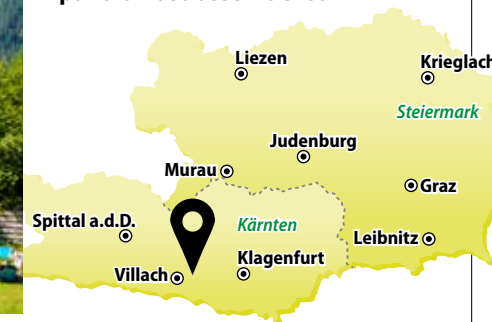 Liezen
Krieglach
Steiermark
Judenburg
Murau
Graz
Spittal a.d.D.
Kärnten
Leibnitz
Klagenfurt
Villach